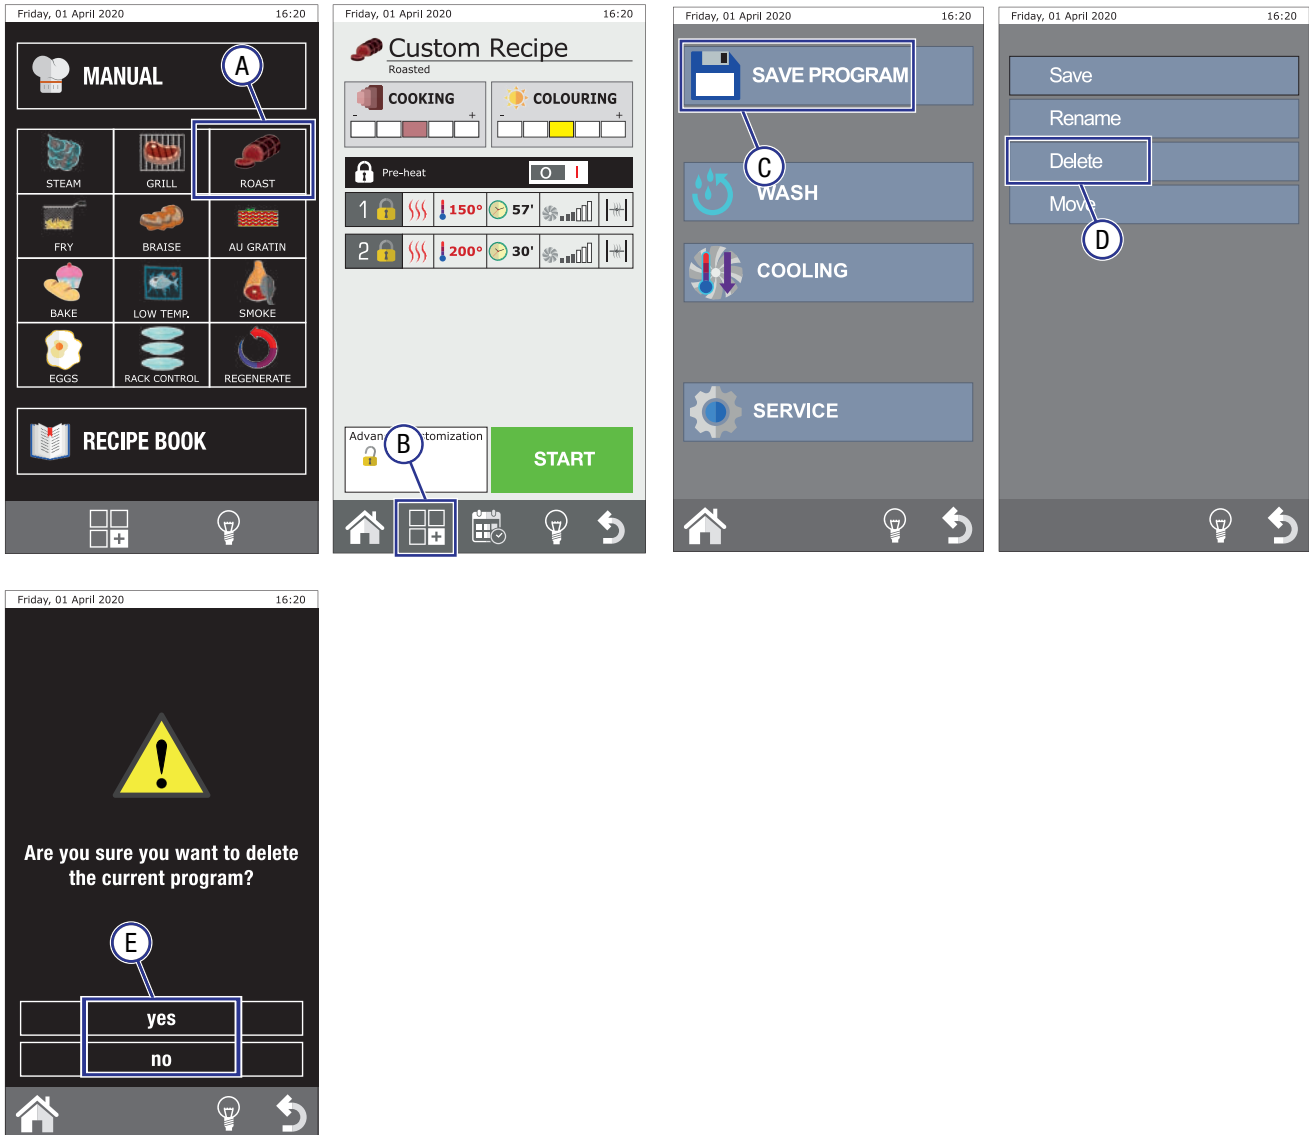 Friday, 01 April 2020 16:20
MANUAL
A
STEAM GRILL ROAST
FRY BRAISE AU GRATIN
BAKE LOW TEMP. SMOKE
EGGS RACK CONTROL REGENERATE
RECIPE BOOK
Friday, 01 April 2020 16:20
Custom Recipe
Roasted
COOKING COLOURING
- + - +
Pre-heat O I
1 150° 57'
2 200° 30'
B
START
Friday, 01 April 2020 16:20
SAVE PROGRAM
C
WASH
COOLING
SERVICE
Friday, 01 April 2020 16:20
Save
Rename
Delete
Move
D
Friday, 01 April 2020 16:20
!
Are you sure you want to delete
the current program?
E
yes
no